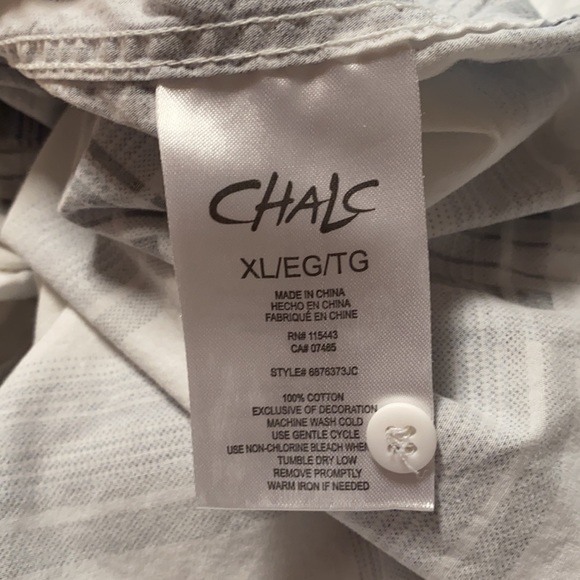 CHALC
XL/EG/TG
MADE IN CHINA
HECHO EN CHINA
FABRIQUÉ EN CHINE
RN# 115443
CA# 07465
STYLE# 6876373JC
100% COTTON
EXCLUSIVE OF DECORATION
MACHINE WASH COLD
USE GENTLE CYCLE
USE NON-CHLORINE BLEACH WHEN
TUMBLE DRY LOW
REMOVE PROMPTLY
WARM IRON IF NEEDED